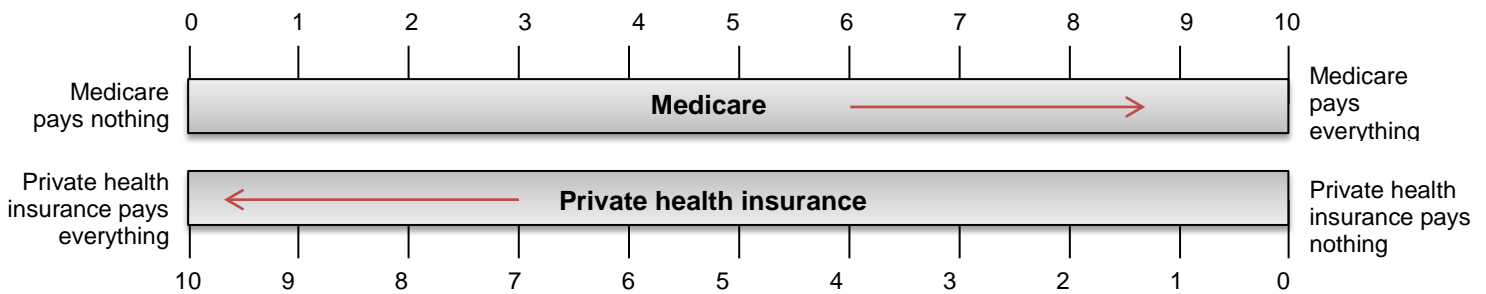 0 1 2 3 4 5 6 7 8 9 10
Medicare
pays nothing
Medicare
Medicare
pays
everything
Private health
insurance pays
everything
Private health insurance
Private health
insurance pays
nothing
10 9 8 7 6 5 4 3 2 1 0